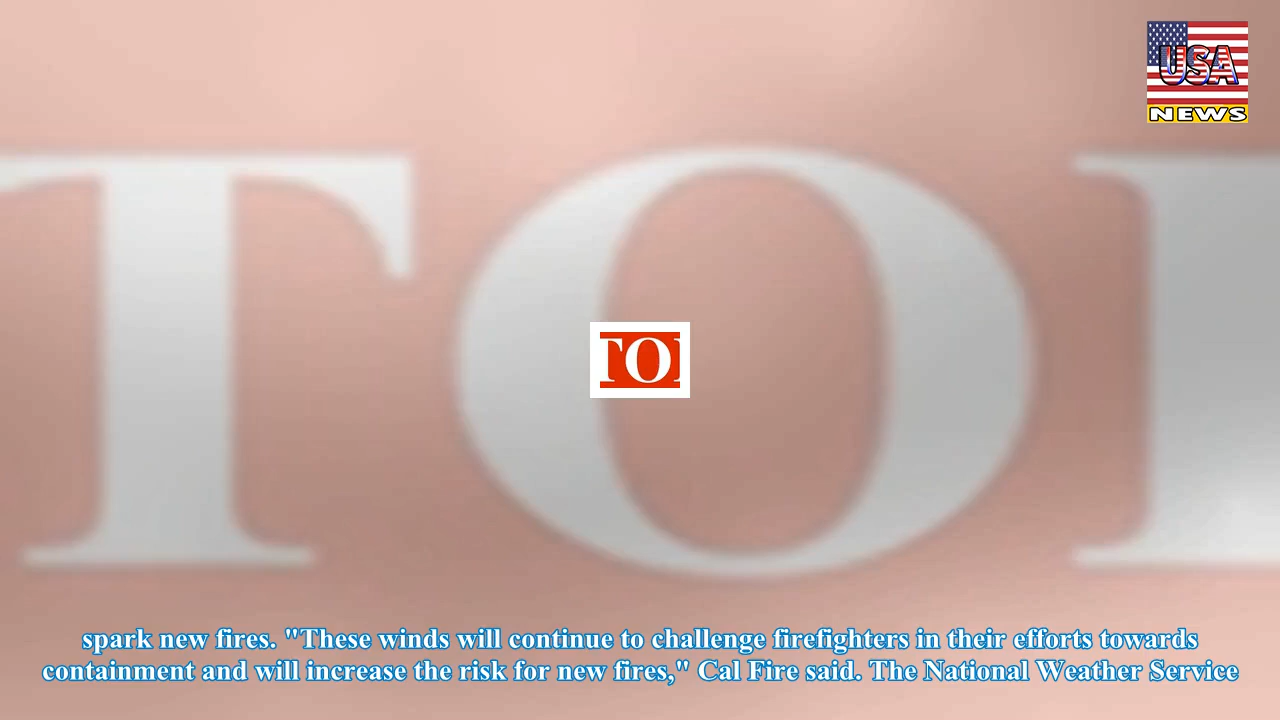 USA
NEWS
TOI
TOI
spark new fires. "These winds will continue to challenge firefighters in their efforts towards
containment and will increase the risk for new fires," Cal Fire said. The National Weather Service